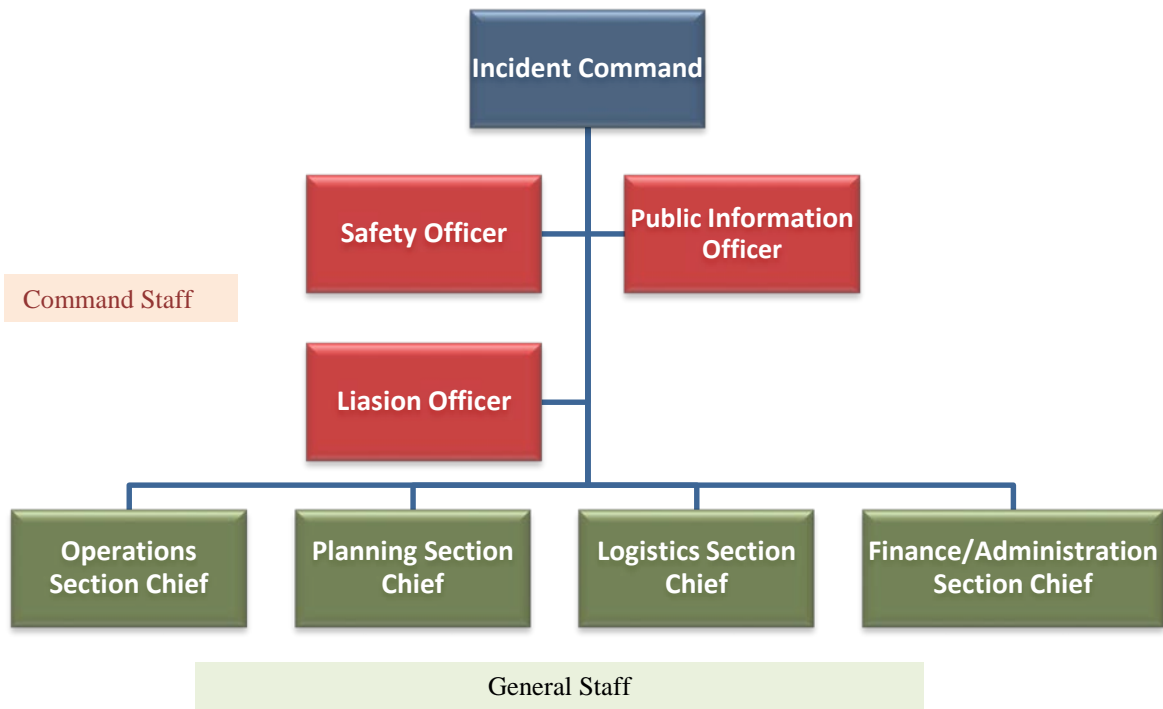 Incident Command
Safety Officer
Public Information
Officer
Command Staff
Liasion Officer
Operations
Section Chief
Planning Section
Chief
Logistics Section
Chief
Finance/Administration
Section Chief
General Staff